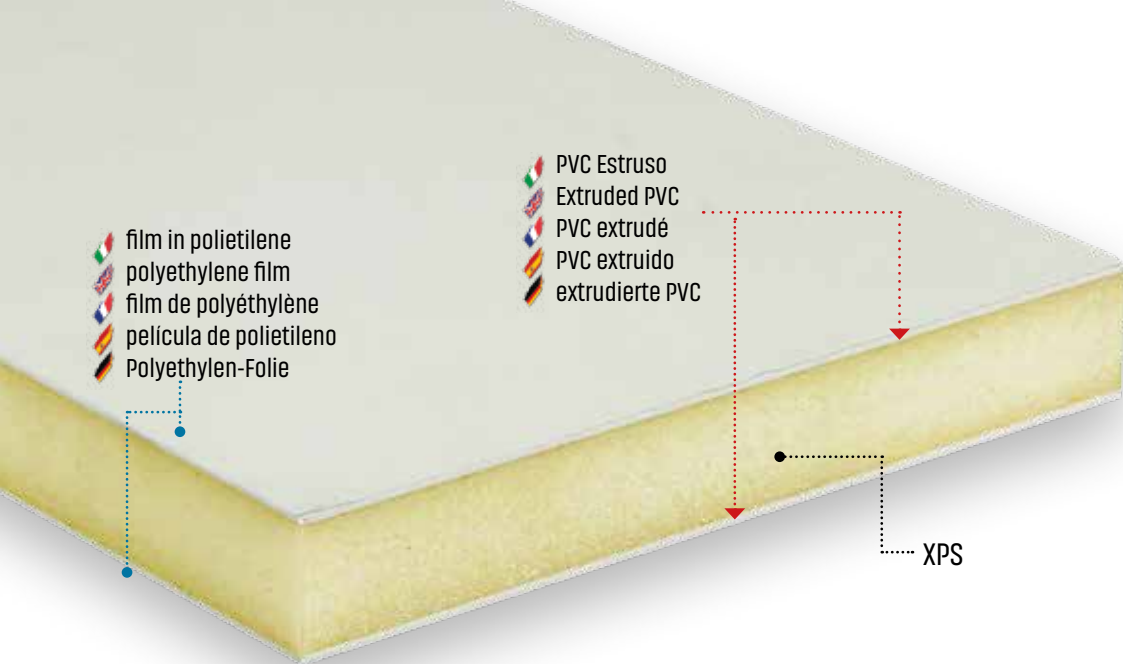 film in polietilene
polyethylene film
film de polyéthylène
película de polietileno
Polyethylen-Folie
PVC Estruso
Extruded PVC
PVC extrudé
PVC extruido
extrudierte PVC
XPS